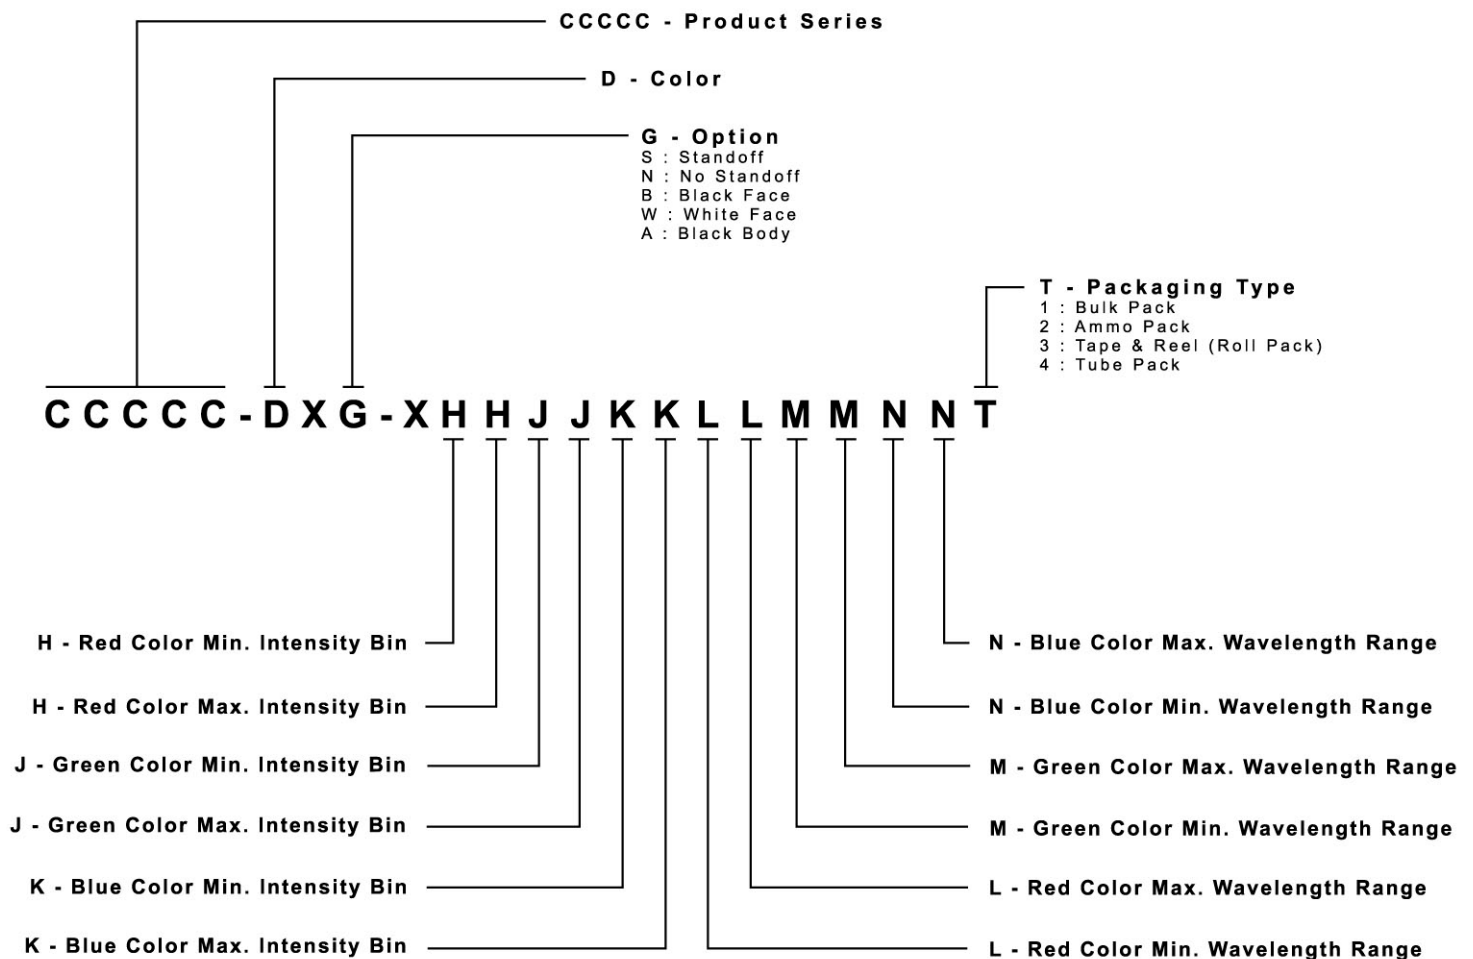 CCCCC - Product Series
D - Color
G - Option
S : Standoff
N : No Standoff
B : Black Face
W : White Face
A : Black Body
T - Packaging Type
1 : Bulk Pack
2 : Ammo Pack
3 : Tape & Reel (Roll Pack)
4 : Tube Pack
C C C C C - D X G - X H H J J K K L L M M N N T
H - Red Color Min. Intensity Bin
H - Red Color Max. Intensity Bin
J - Green Color Min. Intensity Bin
J - Green Color Max. Intensity Bin
K - Blue Color Min. Intensity Bin
K - Blue Color Max. Intensity Bin
N - Blue Color Max. Wavelength Range
N - Blue Color Min. Wavelength Range
M - Green Color Max. Wavelength Range
M - Green Color Min. Wavelength Range
L - Red Color Max. Wavelength Range
L - Red Color Min. Wavelength Range